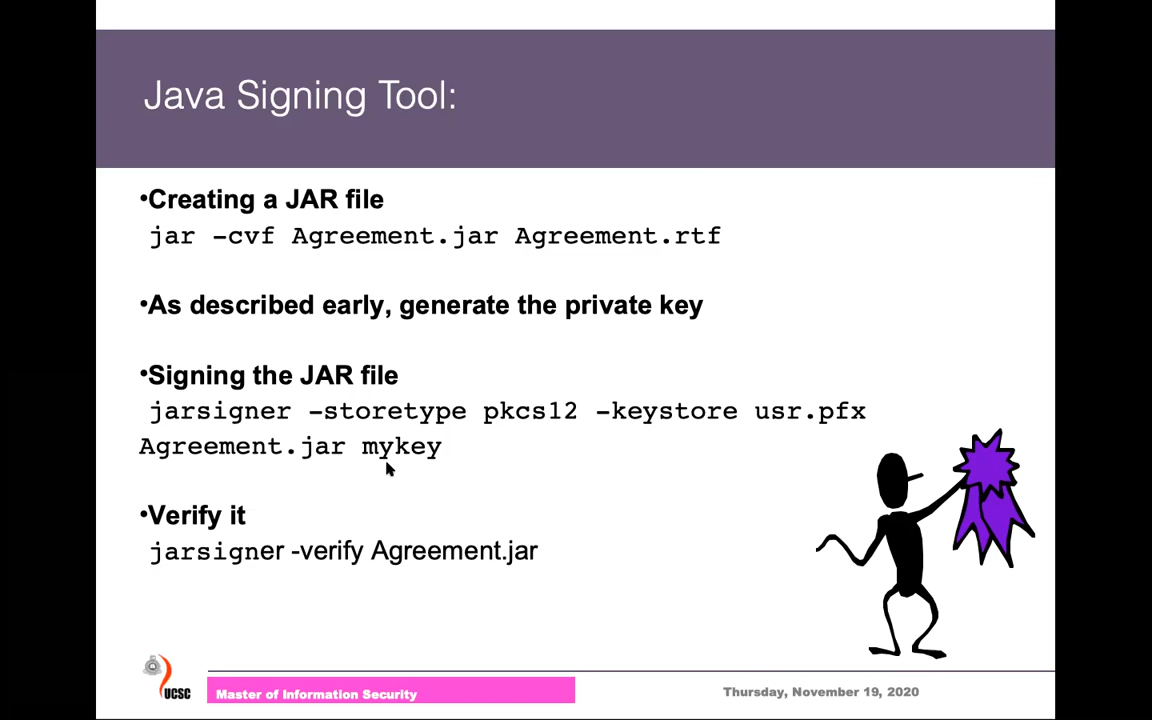 Java Signing Tool:
•Creating a JAR file
jar -cvf Agreement.jar Agreement.rtf
•As described early, generate the private key
•Signing the JAR file
jarsigner -storetype pkcs12 -keystore usr.pfx
Agreement.jar mykey
•Verify it
jarsigner -verify Agreement.jar
UCSC
Master of Information Security
Thursday, November 19, 2020